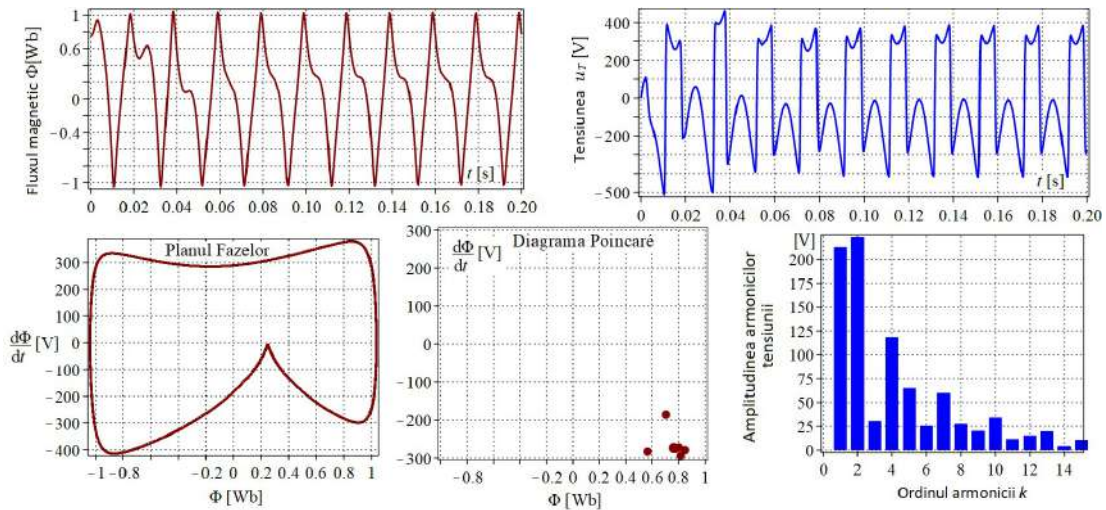 Fluxul magnetic Φ[Wb]
1
0.6
0
−0.4
−1
t [s]
0 0.02 0.04 0.06 0.08 0.10 0.12 0.14 0.16 0.18 0.20
Tensiunea u_T [V]
400
200
0
−200
−500
t [s]
0 0.02 0.04 0.06 0.08 0.10 0.12 0.14 0.16 0.18 0.20
Planul Fazelor
dΦ/dt [V]
300
200
100
0
−100
−200
−300
−400
−1 −0.8 −0.2 0 0.2 0.4 0.6 0.8 1
Φ [Wb]
Diagrama Poincaré
dΦ/dt [V]
300
200
100
0
−100
−200
−300
−0.8 −0.4 0 0.2 0.4 0.6 0.8 1
Φ [Wb]
Amplitudinea armonicilor
tensiunii
[V]
200
175
150
125
100
75
50
25
0
0 2 4 6 8 10 12 14
Ordinul armonicii k